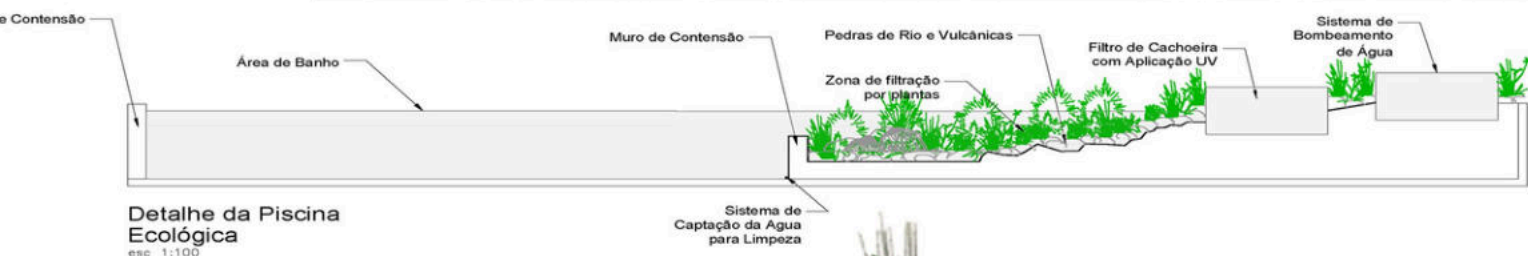 e Contensão
Área de Banho
Muro de Contensão
Pedras de Rio e Vulcânicas
Zona de filtração
por plantas
Filtro de Cachoeira
com Aplicação UV
Sistema de
Bombeamento
de Água
Detalhe da Piscina
Ecológica
esc 1:100
Sistema de
Captação da Agua
para Limpeza